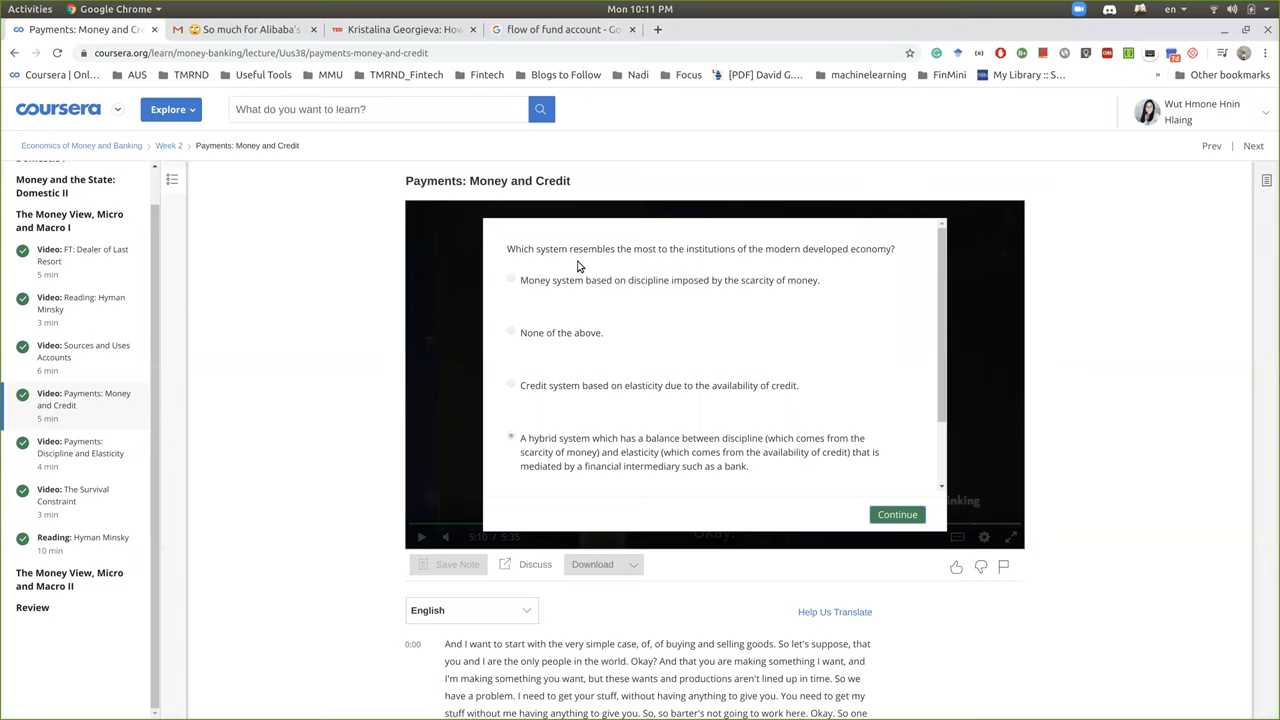 Activities
Google Chrome
Mon 10:11 PM
en
Payments: Money and Cr
So much for Alibaba's
TED
Kristalina Georgieva: How
flow of fund account - Go
coursera.org/learn/money-banking/lecture/Uus38/payments-money-and-credit
Coursera | Onl…
AUS
TMRND
Useful Tools
MMU
TMRND_Fintech
Fintech
Blogs to Follow
Nadi
Focus
[PDF] David G.…
machinelearning
FinMini
My Library :: S…
»
Other bookmarks
coursera
Explore
What do you want to learn?
Wut Hmone Hnin
Hlaing
Economics of Money and Banking
Week 2
Payments: Money and Credit
Prev
Next
Money and the State:
Domestic II
The Money View, Micro
and Macro I
Video: FT: Dealer of Last
Resort
5 min
Video: Reading: Hyman
Minsky
3 min
Video: Sources and Uses
Accounts
6 min
Video: Payments: Money
and Credit
5 min
Video: Payments:
Discipline and Elasticity
4 min
Video: The Survival
Constraint
3 min
Reading: Hyman Minsky
10 min
The Money View, Micro
and Macro II
Review
Payments: Money and Credit
Which system resembles the most to the institutions of the modern developed economy?
Money system based on discipline imposed by the scarcity of money.
None of the above.
Credit system based on elasticity due to the availability of credit.
A hybrid system which has a balance between discipline (which comes from the
scarcity of money) and elasticity (which comes from the availability of credit) that is
mediated by a financial intermediary such as a bank.
Continue
5:10 / 5:35
Okay.
Save Note
Discuss
Download
English
Help Us Translate
0:00
And I want to start with the very simple case, of, of buying and selling goods. So let's suppose, that
you and I are the only people in the world. Okay? And that you are making something I want, and
I'm making something you want, but these wants and productions aren't lined up in time. So we
have a problem. I need to get your stuff, without having anything to give you. You need to get my
stuff without me having anything to give you. So, so barter's not going to work here. Okay. So one